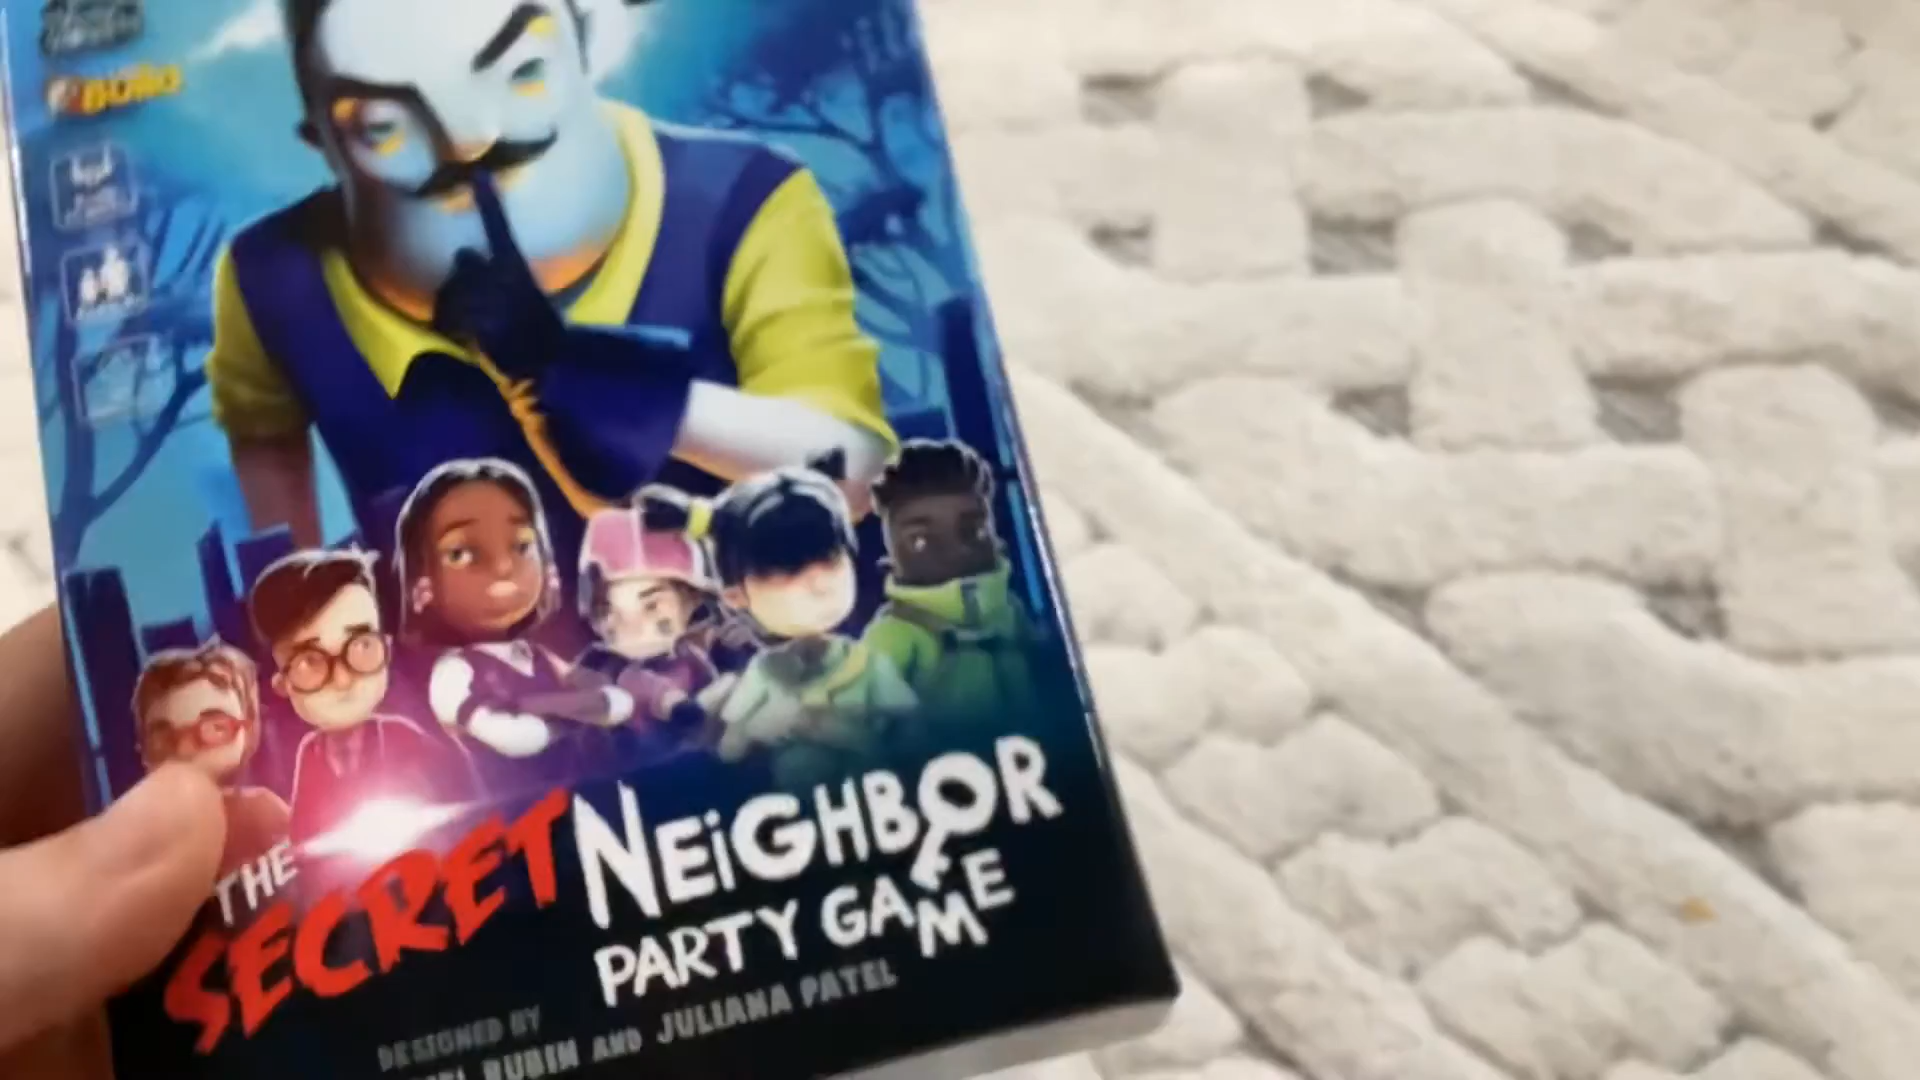 THE
SECRET NEiGHBOR
PARTY GAME
DESIGNED BY
RUBIN AND JULIANA PATEL